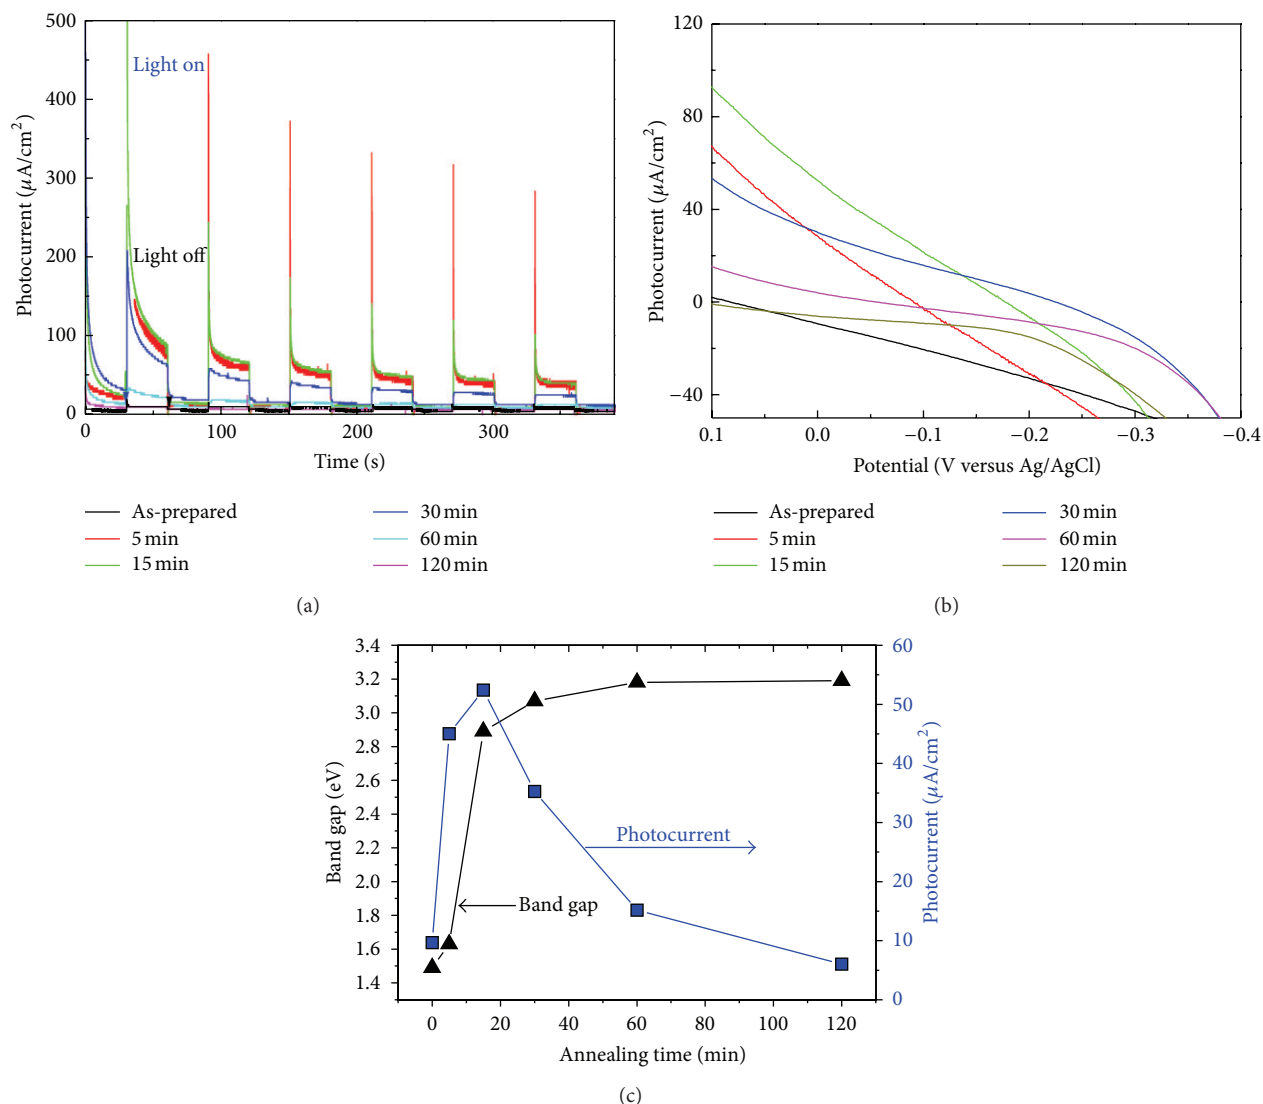 500
400
300
200
100
0
Photocurrent (μA/cm²)
Light on
Light off
0
100
200
300
Time (s)
As-prepared
5 min
15 min
30 min
60 min
120 min
(a)
120
80
40
0
−40
Photocurrent (μA/cm²)
0.1
0.0
−0.1
−0.2
−0.3
−0.4
Potential (V versus Ag/AgCl)
As-prepared
5 min
15 min
30 min
60 min
120 min
(b)
3.4
3.2
3.0
2.8
2.6
2.4
2.2
2.0
1.8
1.6
1.4
Band gap (eV)
Photocurrent
Band gap
60
50
40
30
20
10
0
Photocurrent (μA/cm²)
0
20
40
60
80
100
120
Annealing time (min)
(c)